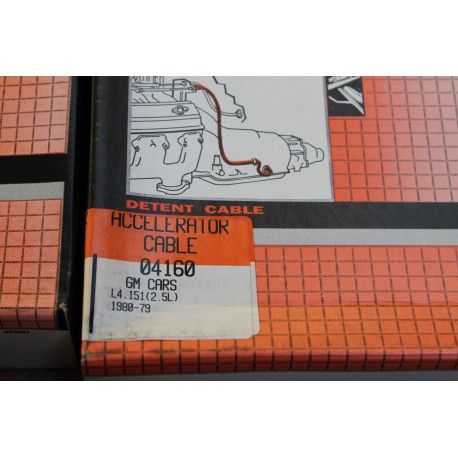 DETENT CABLE
ACCELERATOR
CABLE
04160
GM CARS
L4.151(2.5L)
1980-79